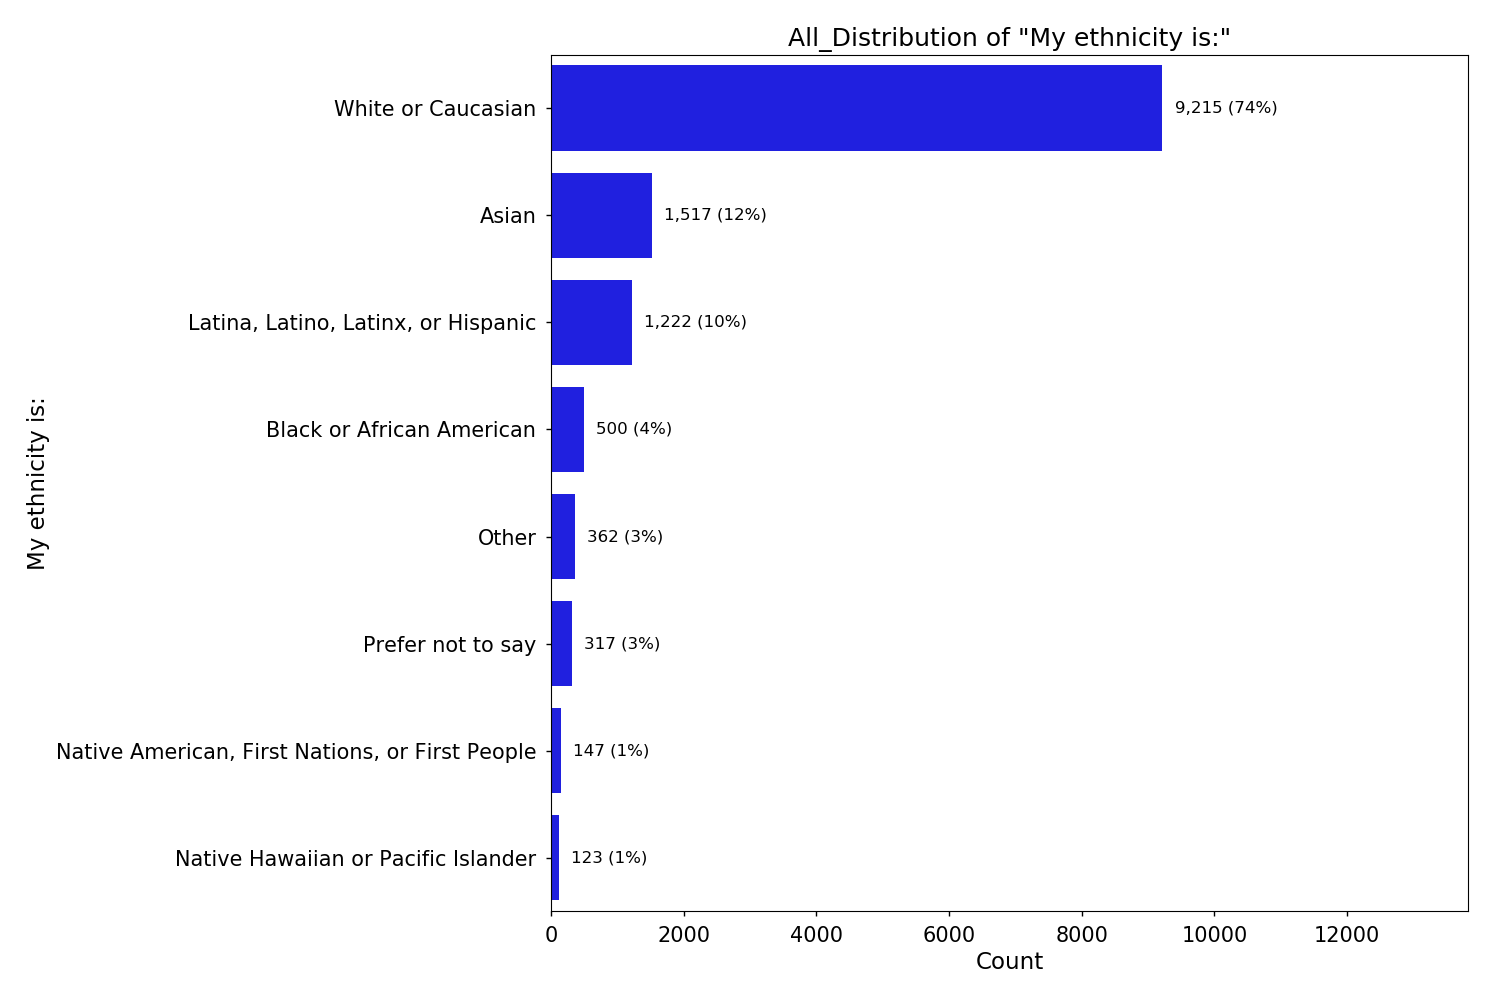 All_Distribution of "My ethnicity is:"
My ethnicity is:
White or Caucasian 9,215 (74%)
Asian 1,517 (12%)
Latina, Latino, Latinx, or Hispanic 1,222 (10%)
Black or African American 500 (4%)
Other 362 (3%)
Prefer not to say 317 (3%)
Native American, First Nations, or First People 147 (1%)
Native Hawaiian or Pacific Islander 123 (1%)
0 2000 4000 6000 8000 10000 12000
Count